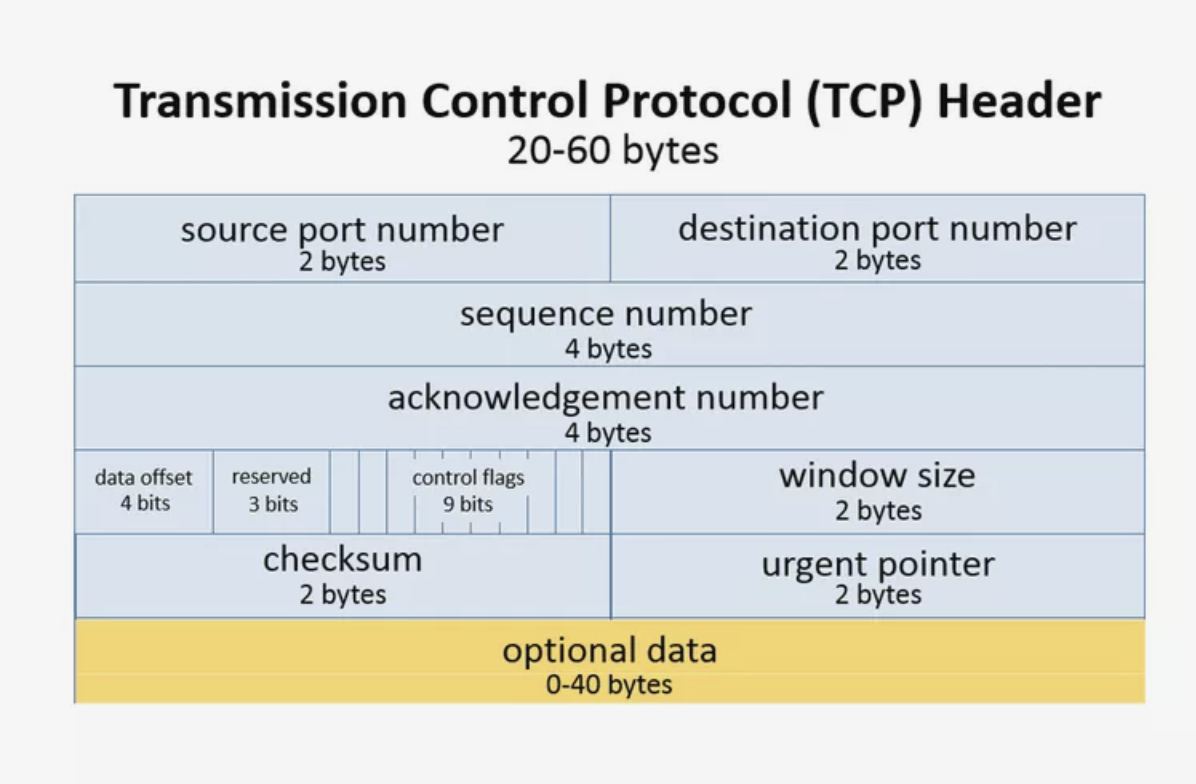 Transmission Control Protocol (TCP) Header
20-60 bytes
source port number
2 bytes
destination port number
2 bytes
sequence number
4 bytes
acknowledgement number
4 bytes
data offset
4 bits
reserved
3 bits
control flags
9 bits
window size
2 bytes
checksum
2 bytes
urgent pointer
2 bytes
optional data
0-40 bytes